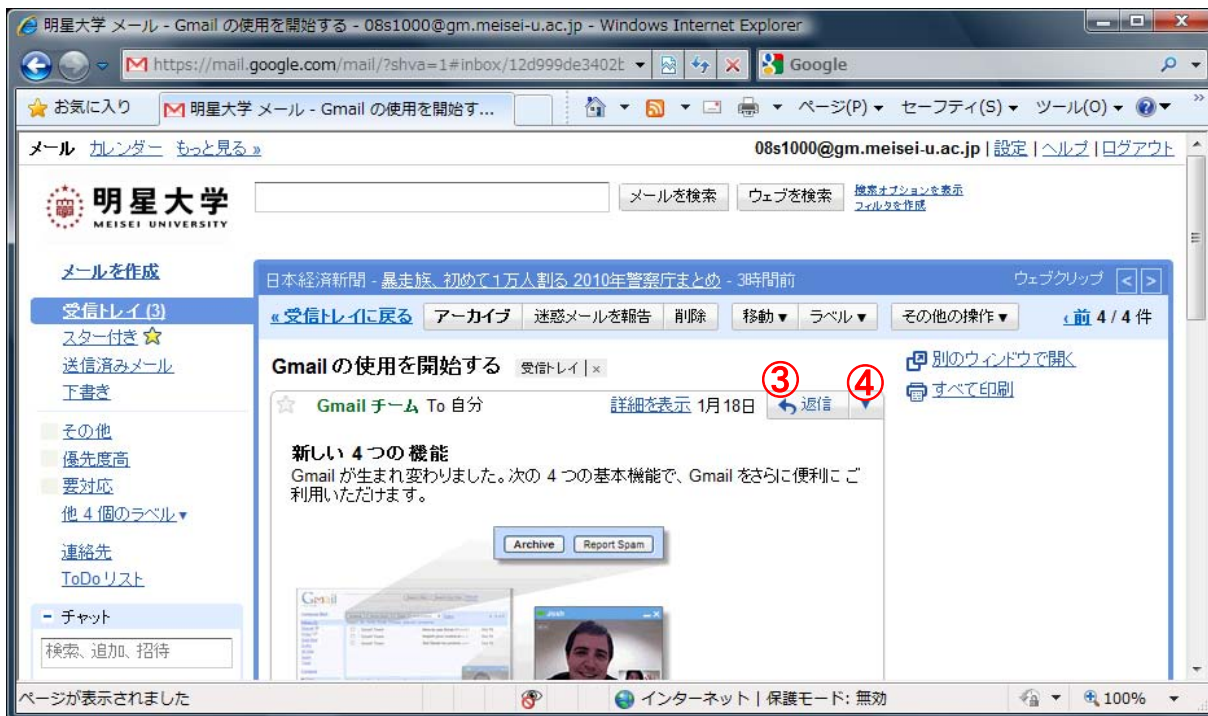 明星大学 メール - Gmail の使用を開始する - 08s1000@gm.meisei-u.ac.jp - Windows Internet Explorer
https://mail.google.com/mail/?shva=1#inbox/12d999de3402b Google
お気に入り 明星大学 メール - Gmail の使用を開始す... ページ(P) セーフティ(S) ツール(O)
メール カレンダー もっと見る » 08s1000@gm.meisei-u.ac.jp | 設定 | ヘルプ | ログアウト
明星大学 MEISEI UNIVERSITY メールを検索 ウェブを検索 検索オプションを表示 フィルタを作成
メールを作成
日本経済新聞 - 暴走族、初めて1万人割る 2010年警察庁まとめ - 3時間前 ウェブクリップ < >
受信トレイ (3)
« 受信トレイに戻る アーカイブ 迷惑メールを報告 削除 移動▼ ラベル▼ その他の操作▼ ‹ 前 4 / 4 件
スター付き
送信済みメール
下書き
その他
優先度高
要対応
他 4 個のラベル▼
連絡先
ToDo リスト
- チャット
検索、追加、招待
Gmail の使用を開始する 受信トレイ | ×
③ ④
Gmail チーム To 自分 詳細を表示 1月18日 返信 ▼
別のウィンドウで開く
すべて印刷
新しい 4 つの 機能
Gmail が生まれ変わりました。次の 4 つの基本機能で、Gmail をさらに便利に ご
利用いただけます。
Archive Report Spam
Gmail
Josh
ページが表示されました インターネット | 保護モード: 無効 100%